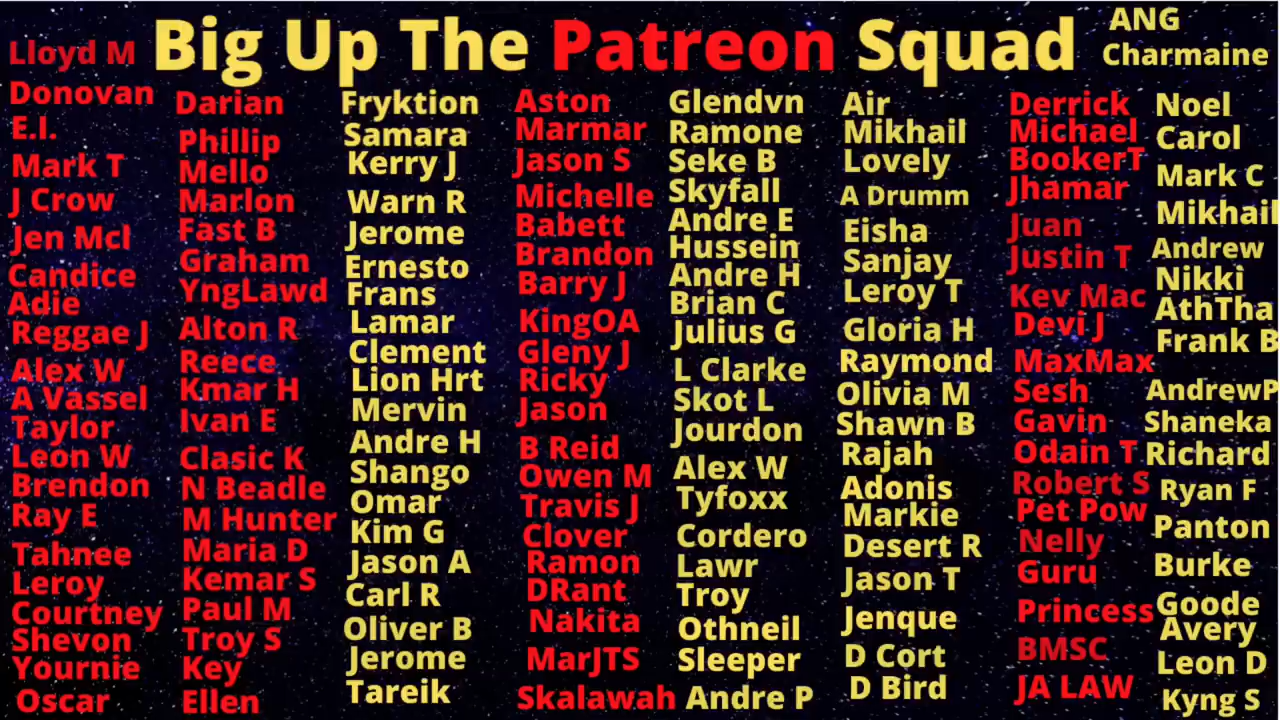 Big Up The Patreon Squad
ANG
Charmaine
Lloyd M
Donovan
E.I.
Mark T
J Crow
Jen Mcl
Candice
Adie
Reggae J
Alex W
A Vassel
Taylor
Leon W
Brendon
Ray E
Tahnee
Leroy
Courtney
Shevon
Yournie
Oscar
Darian
Phillip
Mello
Marlon
Fast B
Graham
YngLawd
Alton R
Reece
Kmar H
Ivan E
Clasic K
N Beadle
M Hunter
Maria D
Kemar S
Paul M
Troy S
Key
Ellen
Fryktion
Samara
Kerry J
Warn R
Jerome
Ernesto
Frans
Lamar
Clement
Lion Hrt
Mervin
Andre H
Shango
Omar
Kim G
Jason A
Carl R
Oliver B
Jerome
Tareik
Aston
Marmar
Jason S
Michelle
Babett
Brandon
Barry J
KingOA
Gleny J
Ricky
Jason
B Reid
Owen M
Travis J
Clover
Ramon
DRant
Nakita
MarJTS
Skalawah
Glendvn
Ramone
Seke B
Skyfall
Andre E
Hussein
Andre H
Brian C
Julius G
L Clarke
Skot L
Jourdon
Alex W
Tyfoxx
Cordero
Lawr
Troy
Othneil
Sleeper
Andre P
Air
Mikhail
Lovely
A Drumm
Eisha
Sanjay
Leroy T
Gloria H
Raymond
Olivia M
Shawn B
Rajah
Adonis
Markie
Desert R
Jason T
Jenque
D Cort
D Bird
Derrick
Michael
BookerT
Jhamar
Juan
Justin T
Kev Mac
Devi J
MaxMax
Sesh
Gavin
Odain T
Robert S
Pet Pow
Nelly
Guru
Princess
BMSC
JA LAW
Noel
Carol
Mark C
Mikhail
Andrew
Nikki
AthTha
Frank B
AndrewP
Shaneka
Richard
Ryan F
Panton
Burke
Goode
Avery
Leon D
Kyng S